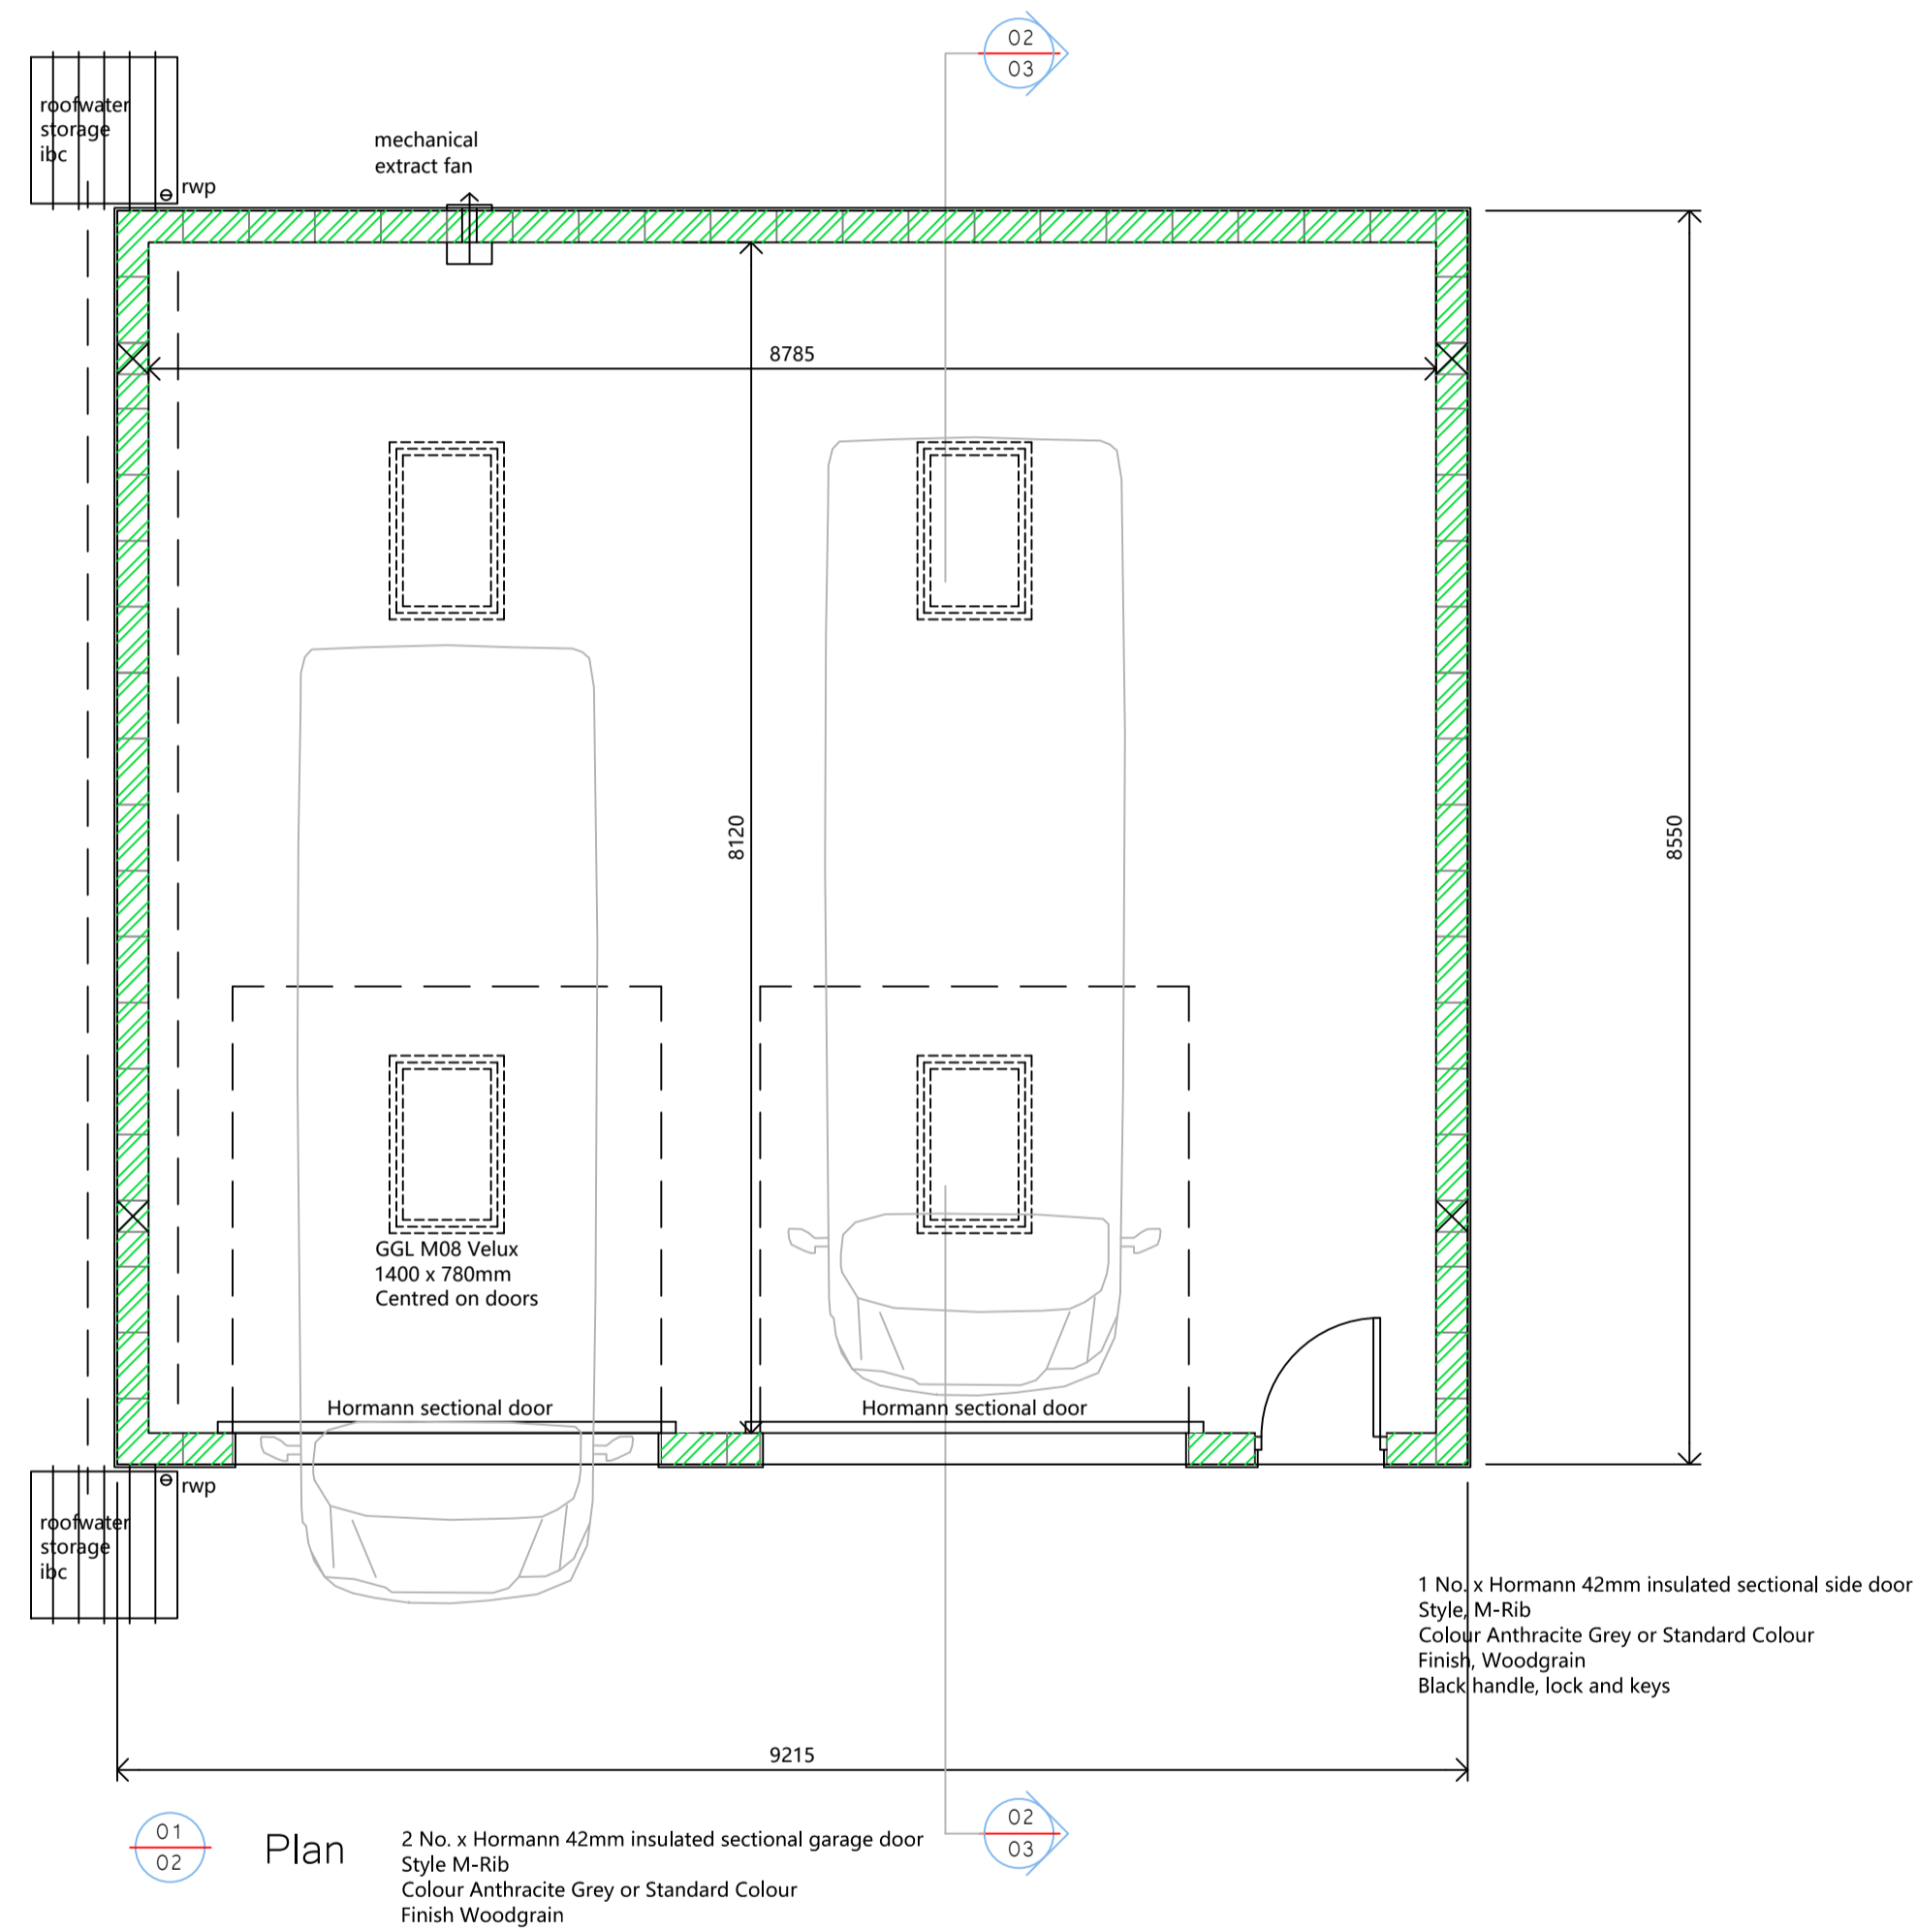 02
03
roofwater
storage
ibc
rwp
mechanical
extract fan
8785
8120
8550
GGL M08 Velux
1400 x 780mm
Centred on doors
Hormann sectional door
Hormann sectional door
rwp
roofwater
storage
ibc
1 No. x Hormann 42mm insulated sectional side door
Style, M-Rib
Colour Anthracite Grey or Standard Colour
Finish, Woodgrain
Black handle, lock and keys
9215
01
02
Plan
2 No. x Hormann 42mm insulated sectional garage door
Style M-Rib
Colour Anthracite Grey or Standard Colour
Finish Woodgrain
02
03